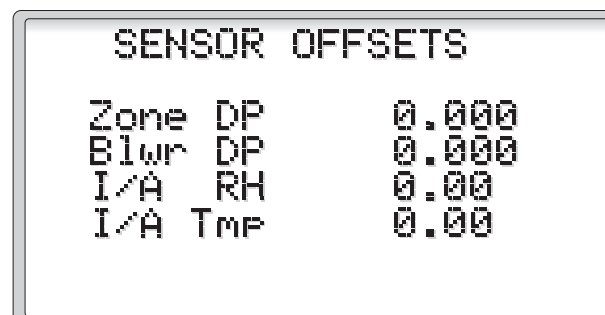 SENSOR OFFSETS
Zone DP 0.000
Blwr DP 0.000
I/A RH 0.00
I/A Tmp 0.00